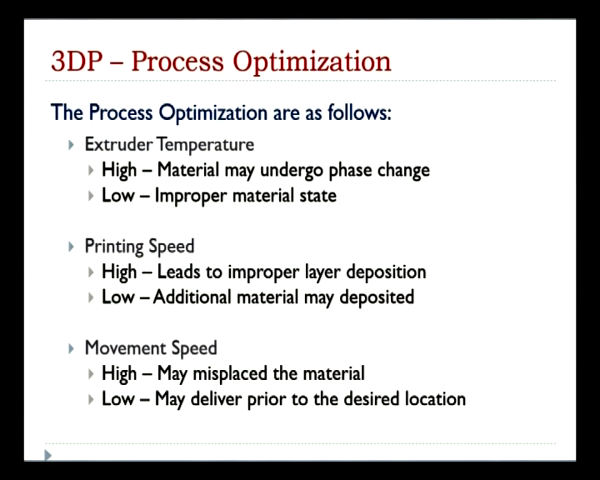 3DP – Process Optimization
The Process Optimization are as follows:
Extruder Temperature
High – Material may undergo phase change
Low – Improper material state
Printing Speed
High – Leads to improper layer deposition
Low – Additional material may deposited
Movement Speed
High – May misplaced the material
Low – May deliver prior to the desired location